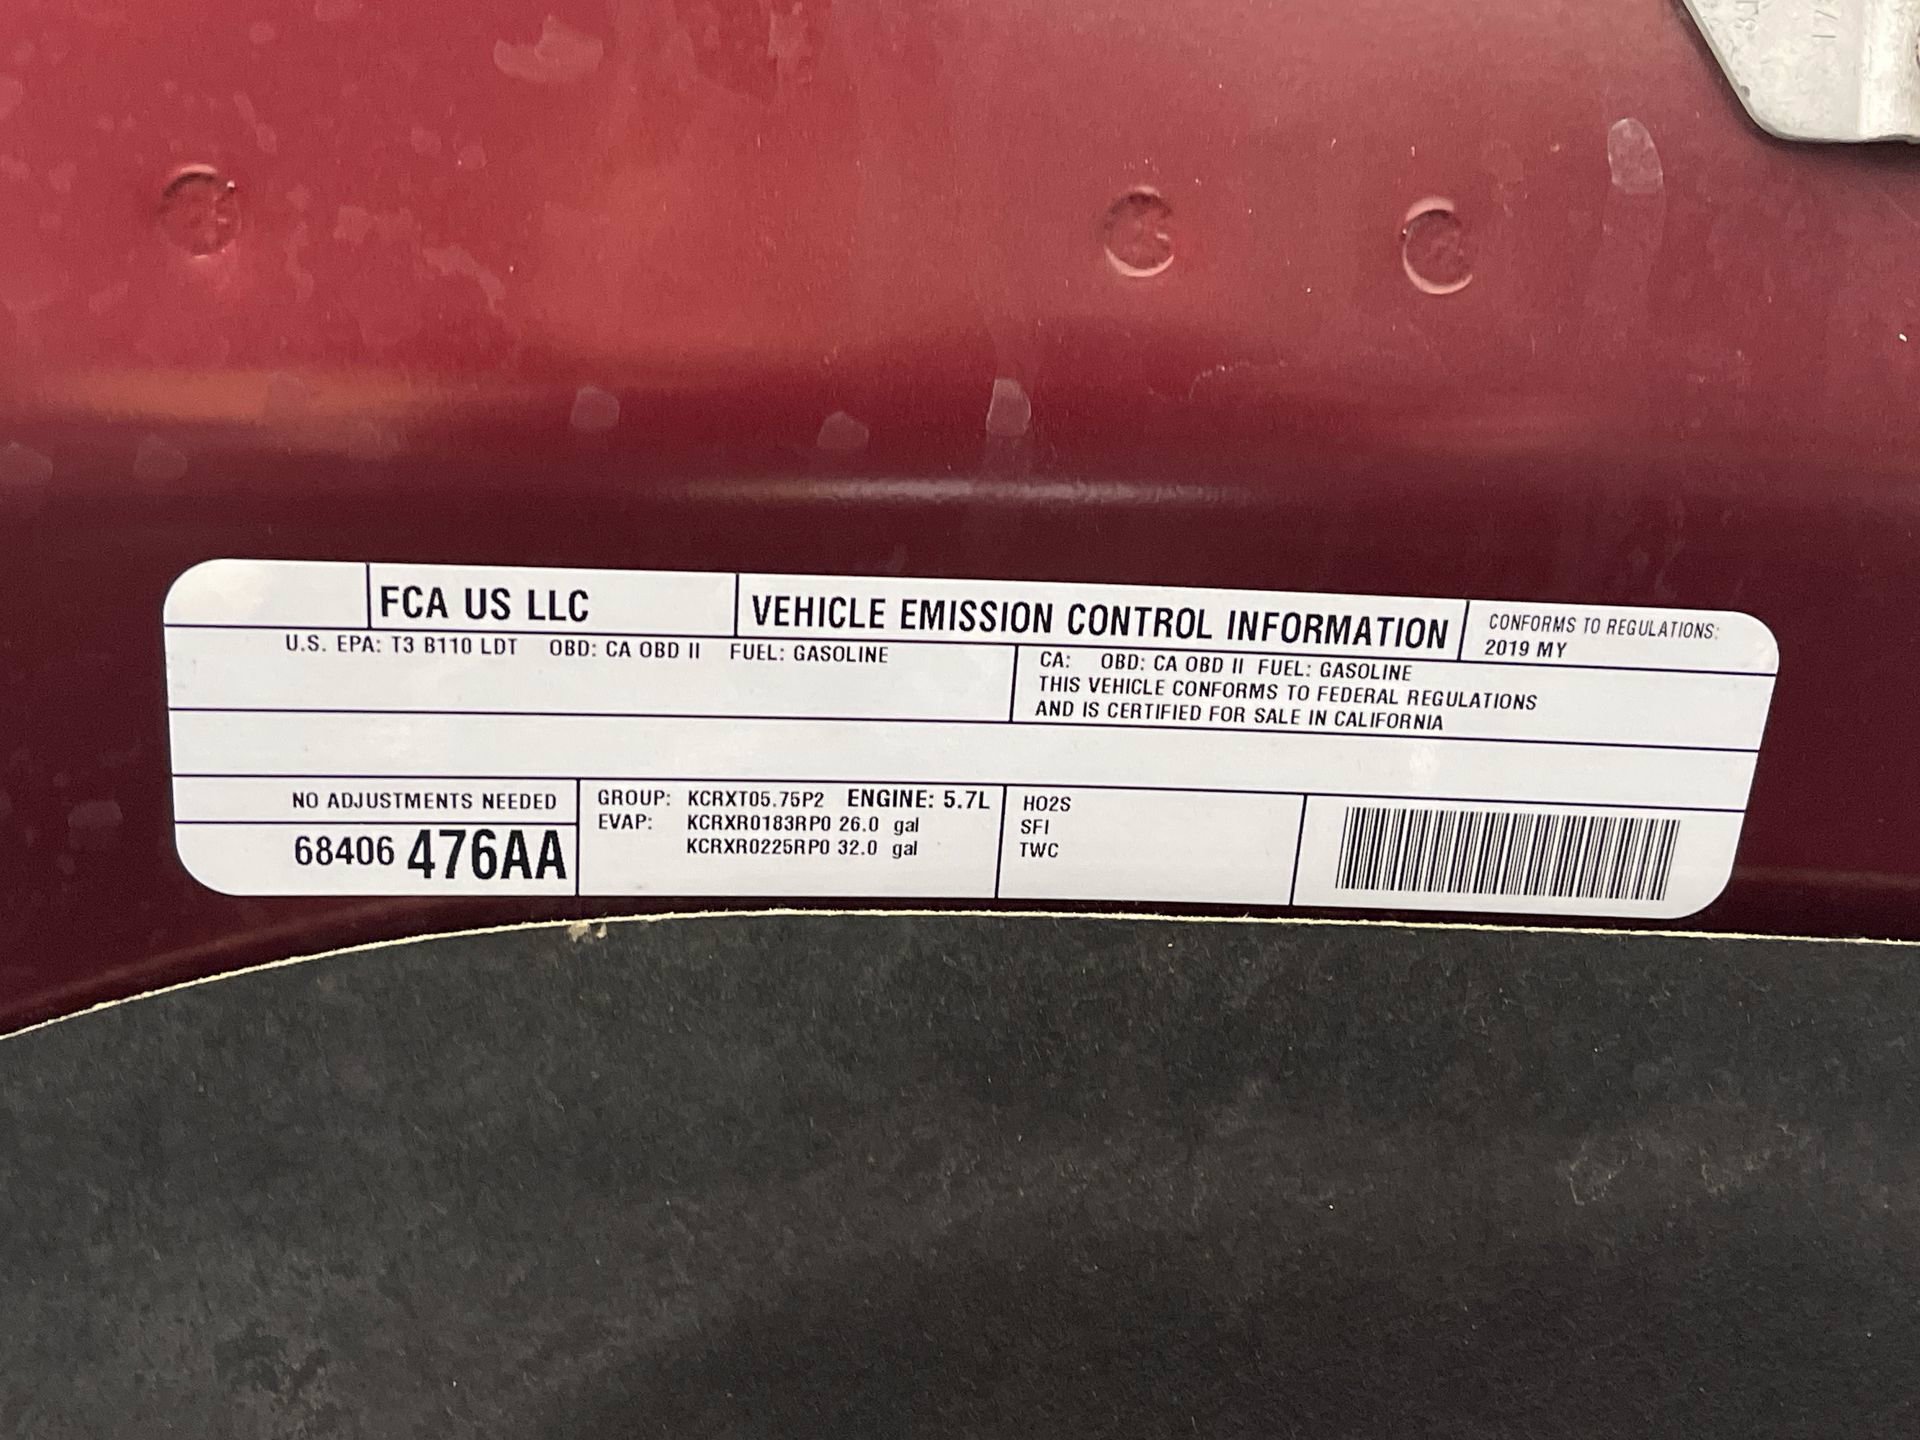 FCA US LLC
VEHICLE EMISSION CONTROL INFORMATION
CONFORMS TO REGULATIONS:
2019 MY
U.S. EPA: T3 B110 LDT OBD: CA OBD II FUEL: GASOLINE
CA: OBD: CA OBD II FUEL: GASOLINE
THIS VEHICLE CONFORMS TO FEDERAL REGULATIONS
AND IS CERTIFIED FOR SALE IN CALIFORNIA
NO ADJUSTMENTS NEEDED
68406 476AA
GROUP: KCRXT05.75P2 ENGINE: 5.7L
EVAP: KCRXR0183RP0 26.0 gal
KCRXR0225RP0 32.0 gal
HO2S
SFI
TWC